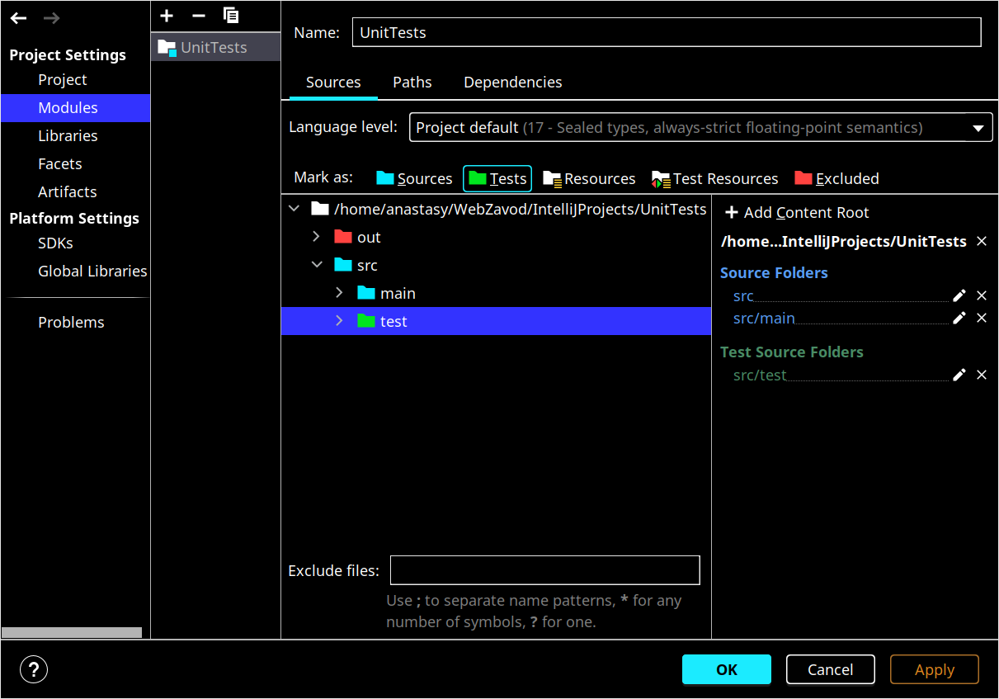 Project Settings
Project
Modules
Libraries
Facets
Artifacts
Platform Settings
SDKs
Global Libraries
Problems
UnitTests
Name: UnitTests
Sources Paths Dependencies
Language level: Project default (17 - Sealed types, always-strict floating-point semantics)
Mark as: Sources Tests Resources Test Resources Excluded
/home/anastasy/WebZavod/IntelliJProjects/UnitTests
out
src
main
test
Exclude files:
Use ; to separate name patterns, * for any
number of symbols, ? for one.
+ Add Content Root
/home...IntelliJProjects/UnitTests
Source Folders
src
src/main
Test Source Folders
src/test
? OK Cancel Apply